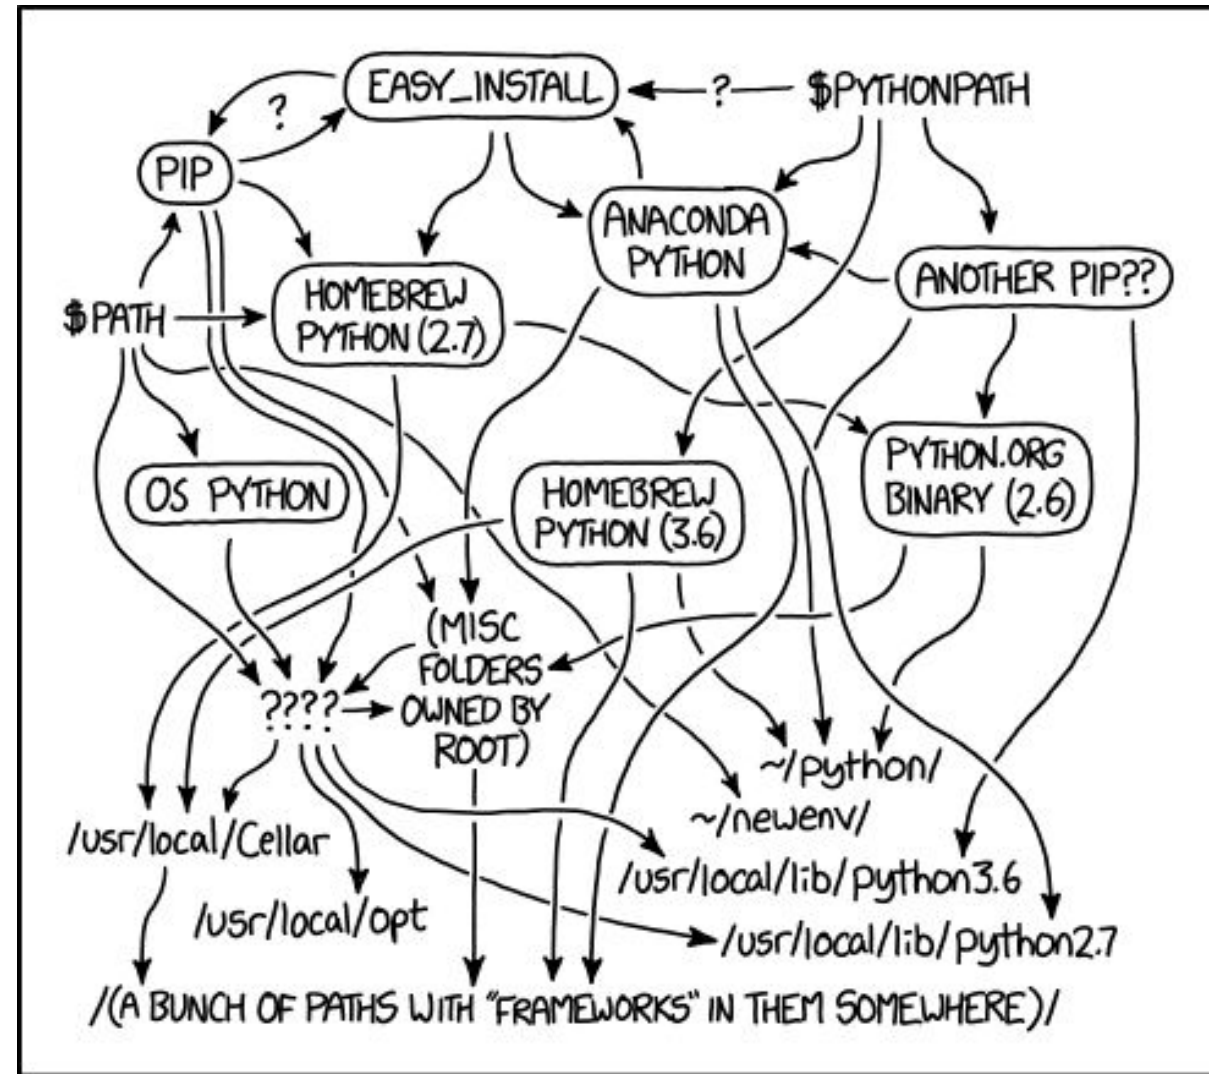 EASY_INSTALL
?
$PYTHONPATH
?
PIP
ANACONDA
PYTHON
ANOTHER PIP??
HOMEBREW
PYTHON (2.7)
$PATH
OS PYTHON
HOMEBREW
PYTHON (3.6)
PYTHON.ORG
BINARY (2.6)
(MISC
FOLDERS
OWNED BY
ROOT)
????
~/python/
~/newenv/
/usr/local/Cellar
/usr/local/lib/python3.6
/usr/local/opt
/usr/local/lib/python2.7
/(A BUNCH OF PATHS WITH "FRAMEWORKS" IN THEM SOMEWHERE)/